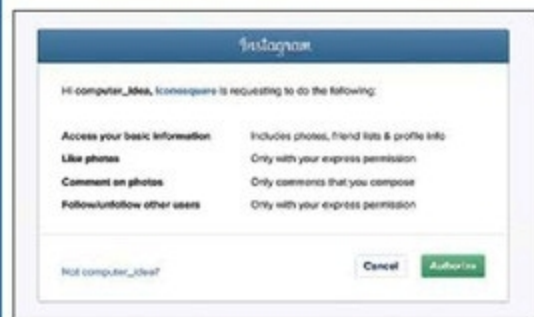 Instagram
Hi computer_idea, Iconosquare is requesting to do the following:
Access your basic information Includes photos, friend lists & profile info
Like photos Only with your express permission
Comment on photos Only comments that you compose
Follow/unfollow other users Only with your express permission
Not computer_idea? Cancel Authorize